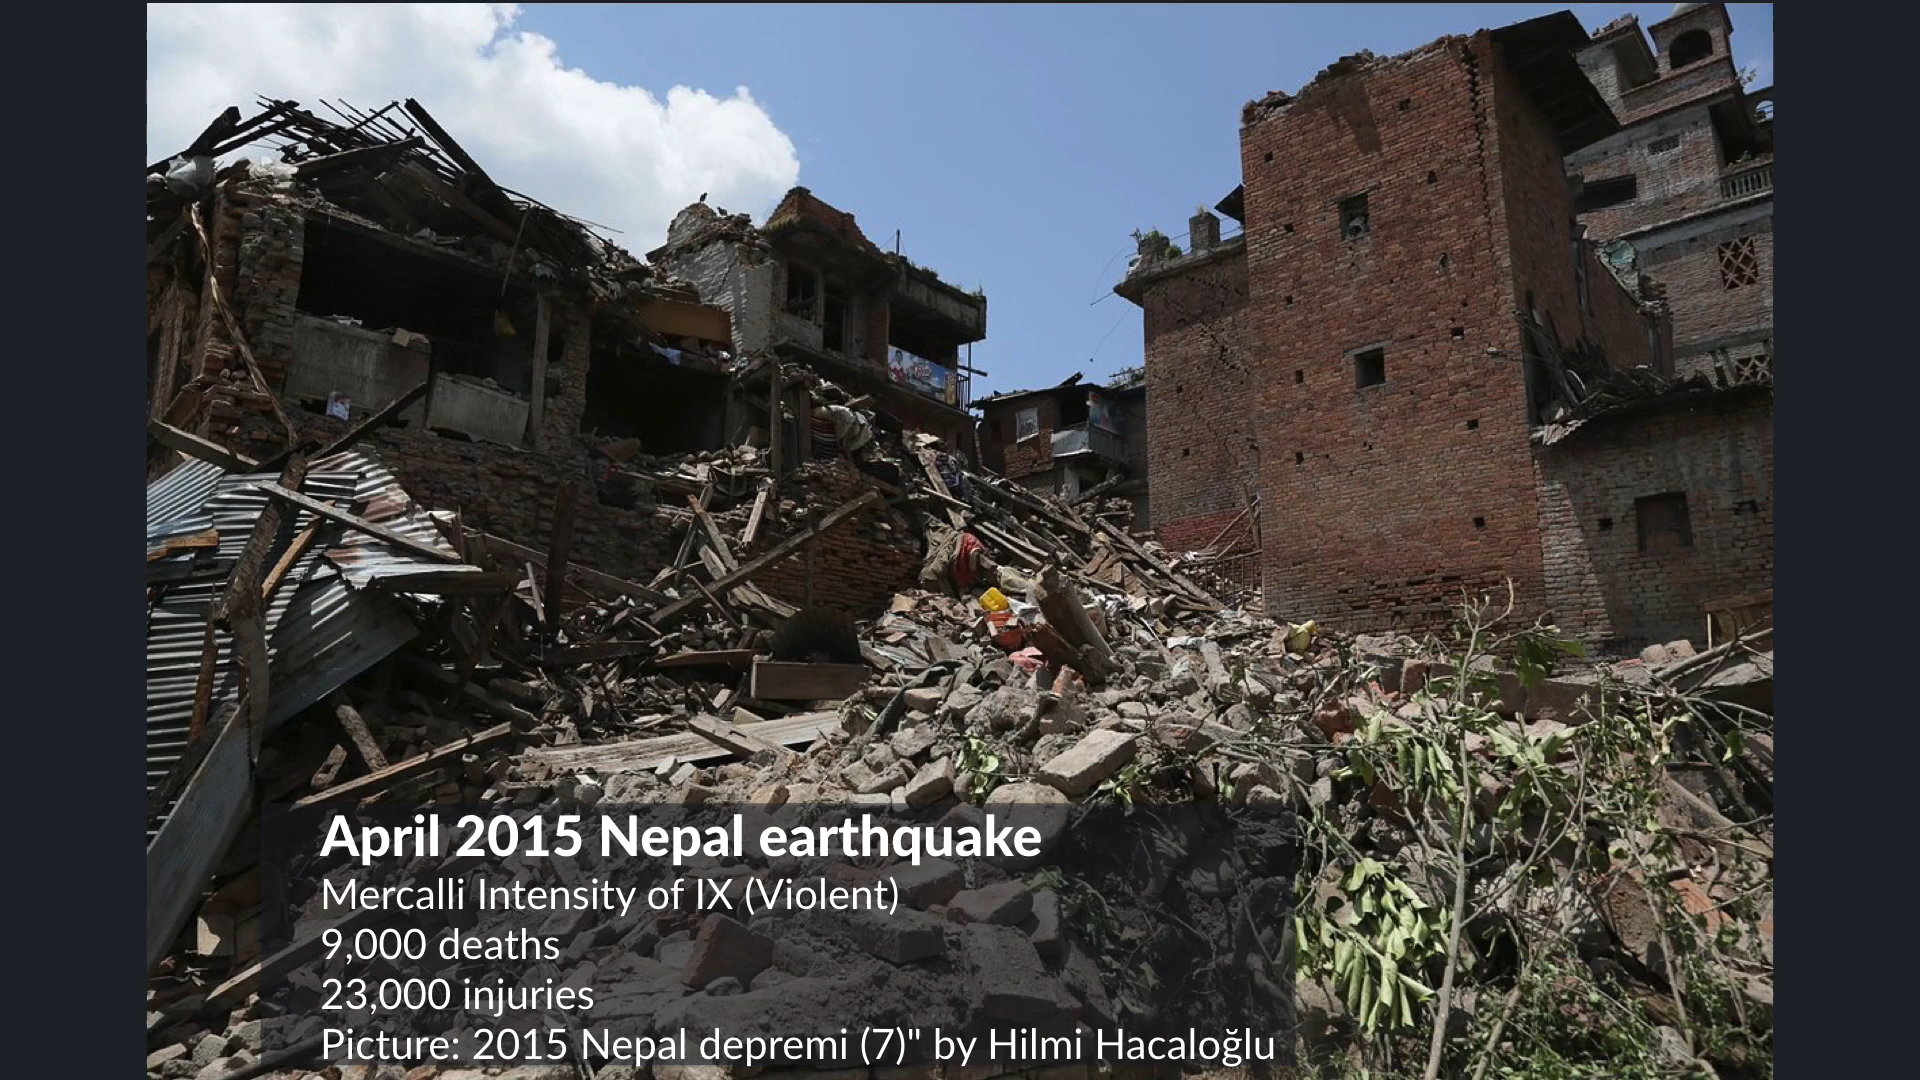 April 2015 Nepal earthquake
Mercalli Intensity of IX (Violent)
9,000 deaths
23,000 injuries
Picture: 2015 Nepal depremi (7)" by Hilmi Hacaloğlu